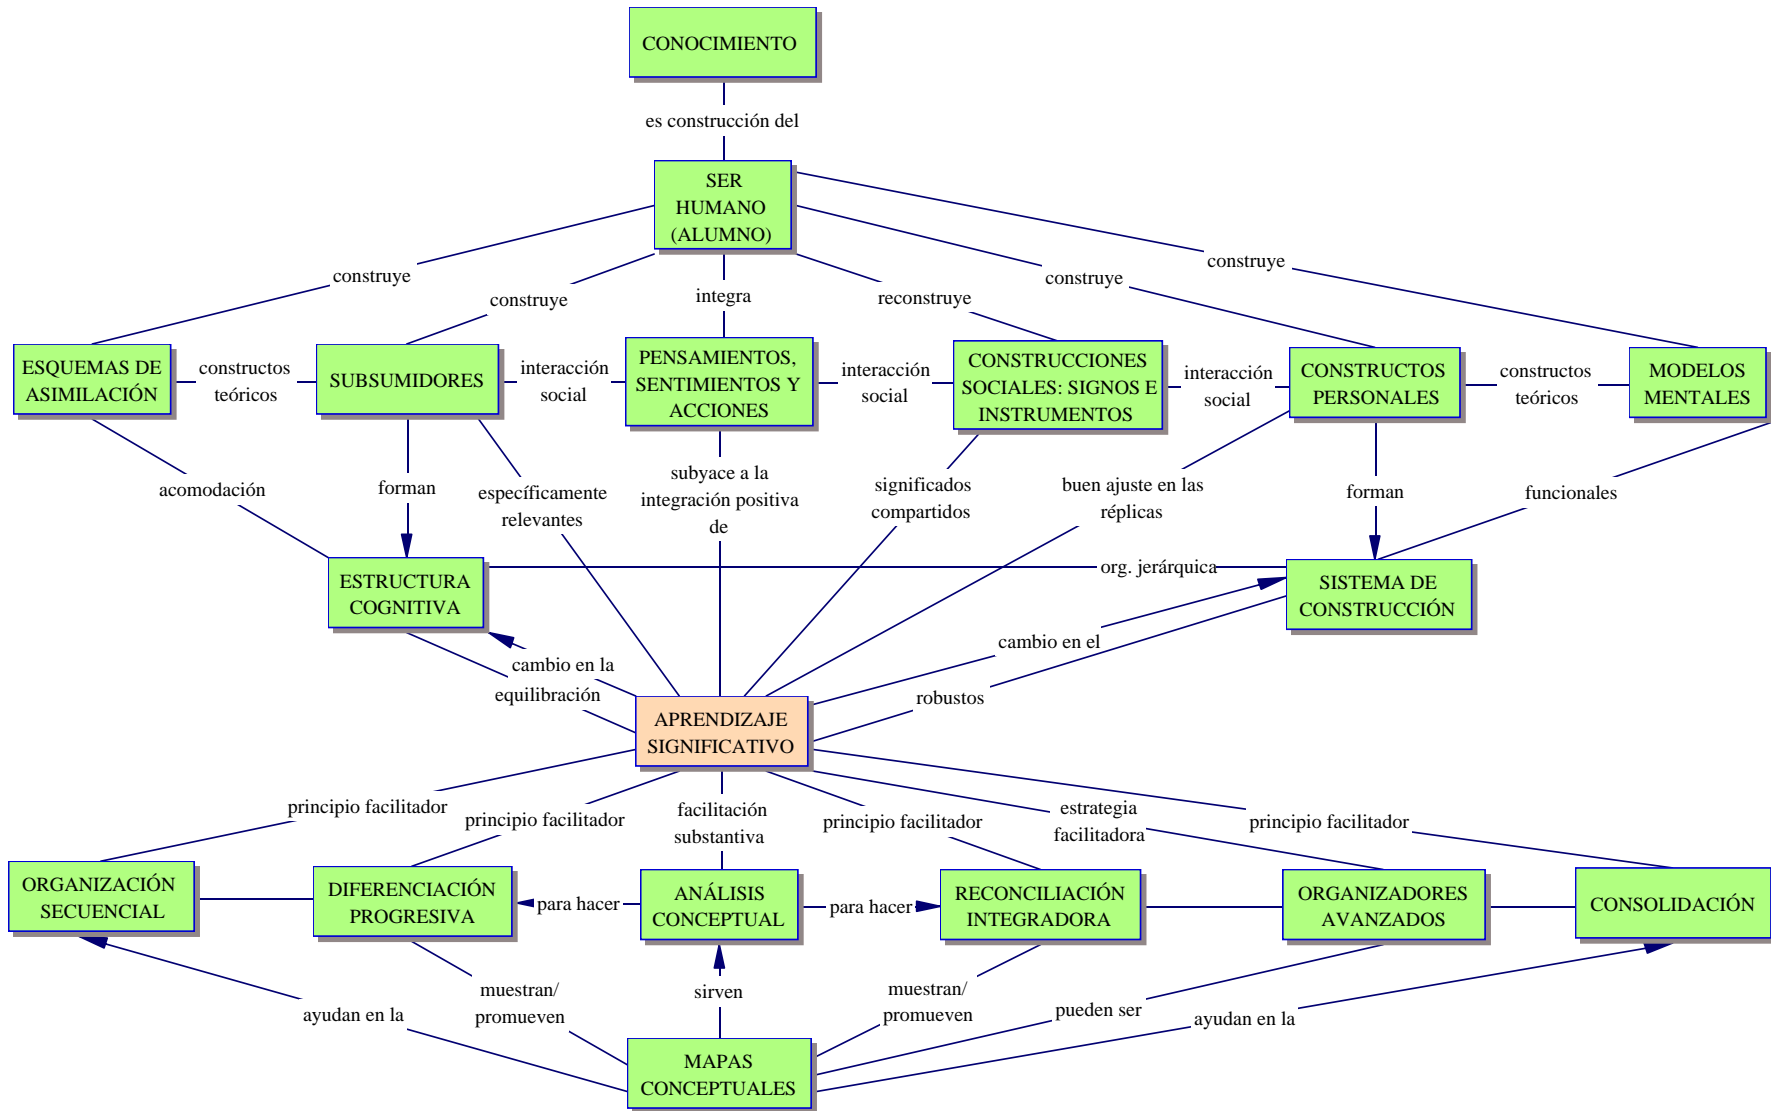 CONOCIMIENTO
es construcción del
SER
HUMANO
(ALUMNO)
construye
construye
integra
reconstruye
construye
construye
ESQUEMAS DE
ASIMILACIÓN
constructos
teóricos
SUBSUMIDORES
interacción
social
PENSAMIENTOS,
SENTIMIENTOS Y
ACCIONES
interacción
social
CONSTRUCCIONES
SOCIALES: SIGNOS E
INSTRUMENTOS
interacción
social
CONSTRUCTOS
PERSONALES
constructos
teóricos
MODELOS
MENTALES
acomodación
forman
específicamente
relevantes
subyace a la
integración positiva
de
significados
compartidos
buen ajuste en las
réplicas
forman
funcionales
ESTRUCTURA
COGNITIVA
org. jerárquica
SISTEMA DE
CONSTRUCCIÓN
cambio en la
equilibración
cambio en el
robustos
APRENDIZAJE
SIGNIFICATIVO
principio facilitador
principio facilitador
facilitación
substantiva
principio facilitador
estrategia
facilitadora
principio facilitador
ORGANIZACIÓN
SECUENCIAL
DIFERENCIACIÓN
PROGRESIVA
para hacer
ANÁLISIS
CONCEPTUAL
para hacer
RECONCILIACIÓN
INTEGRADORA
ORGANIZADORES
AVANZADOS
CONSOLIDACIÓN
ayudan en la
muestran/
promueven
sirven
muestran/
promueven
pueden ser
ayudan en la
MAPAS
CONCEPTUALES